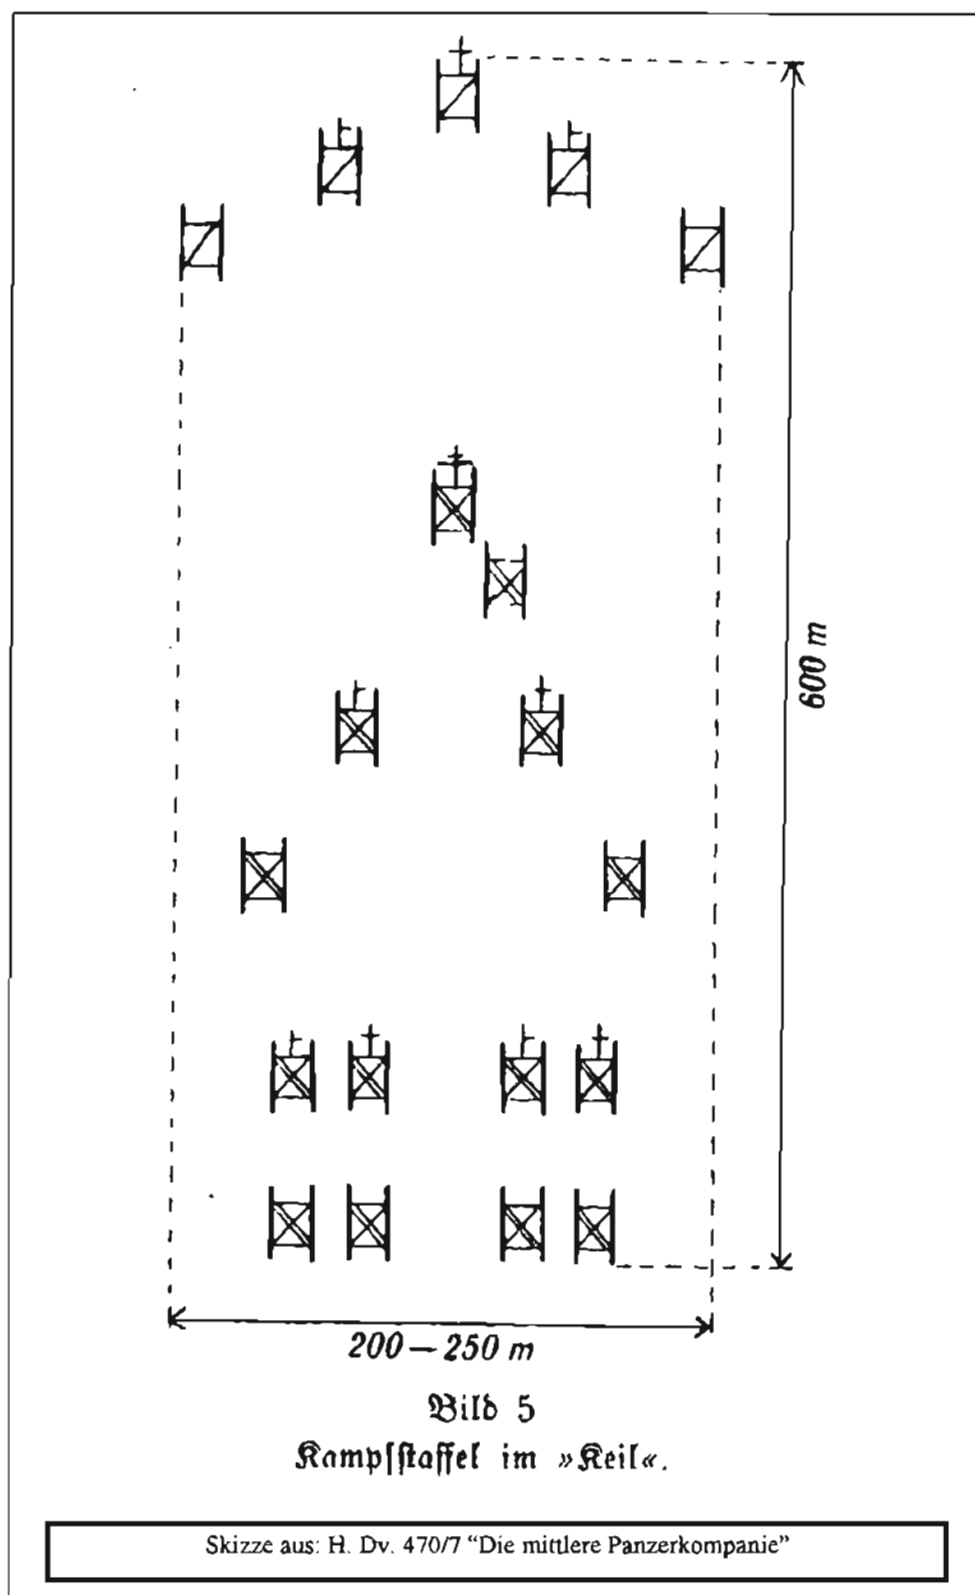 600 m
200—250 m
Bild 5
Kampfstaffel im »Keil«.
Skizze aus: H. Dv. 470/7 “Die mittlere Panzerkompanie”